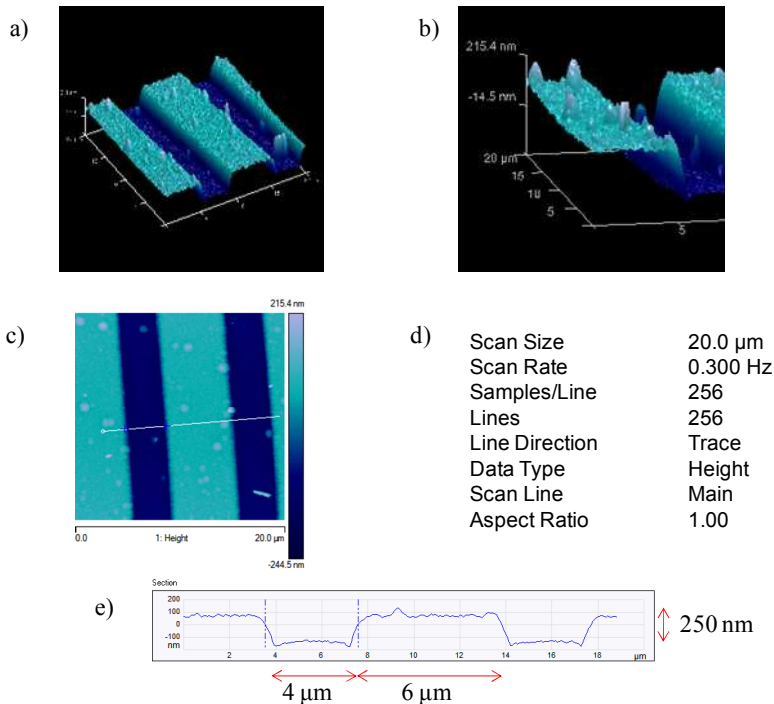 a)
b)
215.4 nm
-14.5 nm
20 µm
15
10
5
5
c)
215.4 nm
-244.5 nm
0.0 1: Height 20.0 µm
d)
Scan Size 20.0 µm
Scan Rate 0.300 Hz
Samples/Line 256
Lines 256
Line Direction Trace
Data Type Height
Scan Line Main
Aspect Ratio 1.00
e)
Section
200
100
0
-100
nm
2 4 6 8 10 12 14 16 18 µm
250 nm
4 µm 6 µm